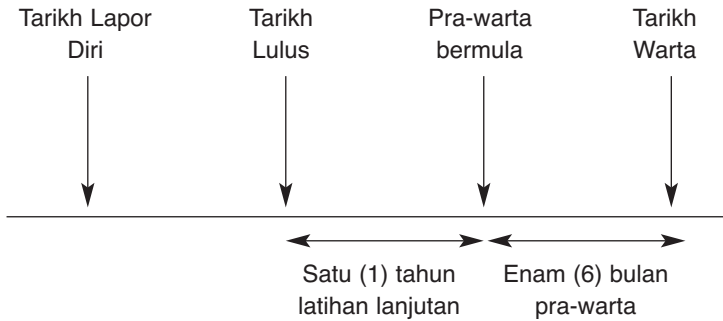 Tarikh Lapor
Diri
Tarikh
Lulus
Pra-warta
bermula
Tarikh
Warta
Satu (1) tahun
latihan lanjutan
Enam (6) bulan
pra-warta